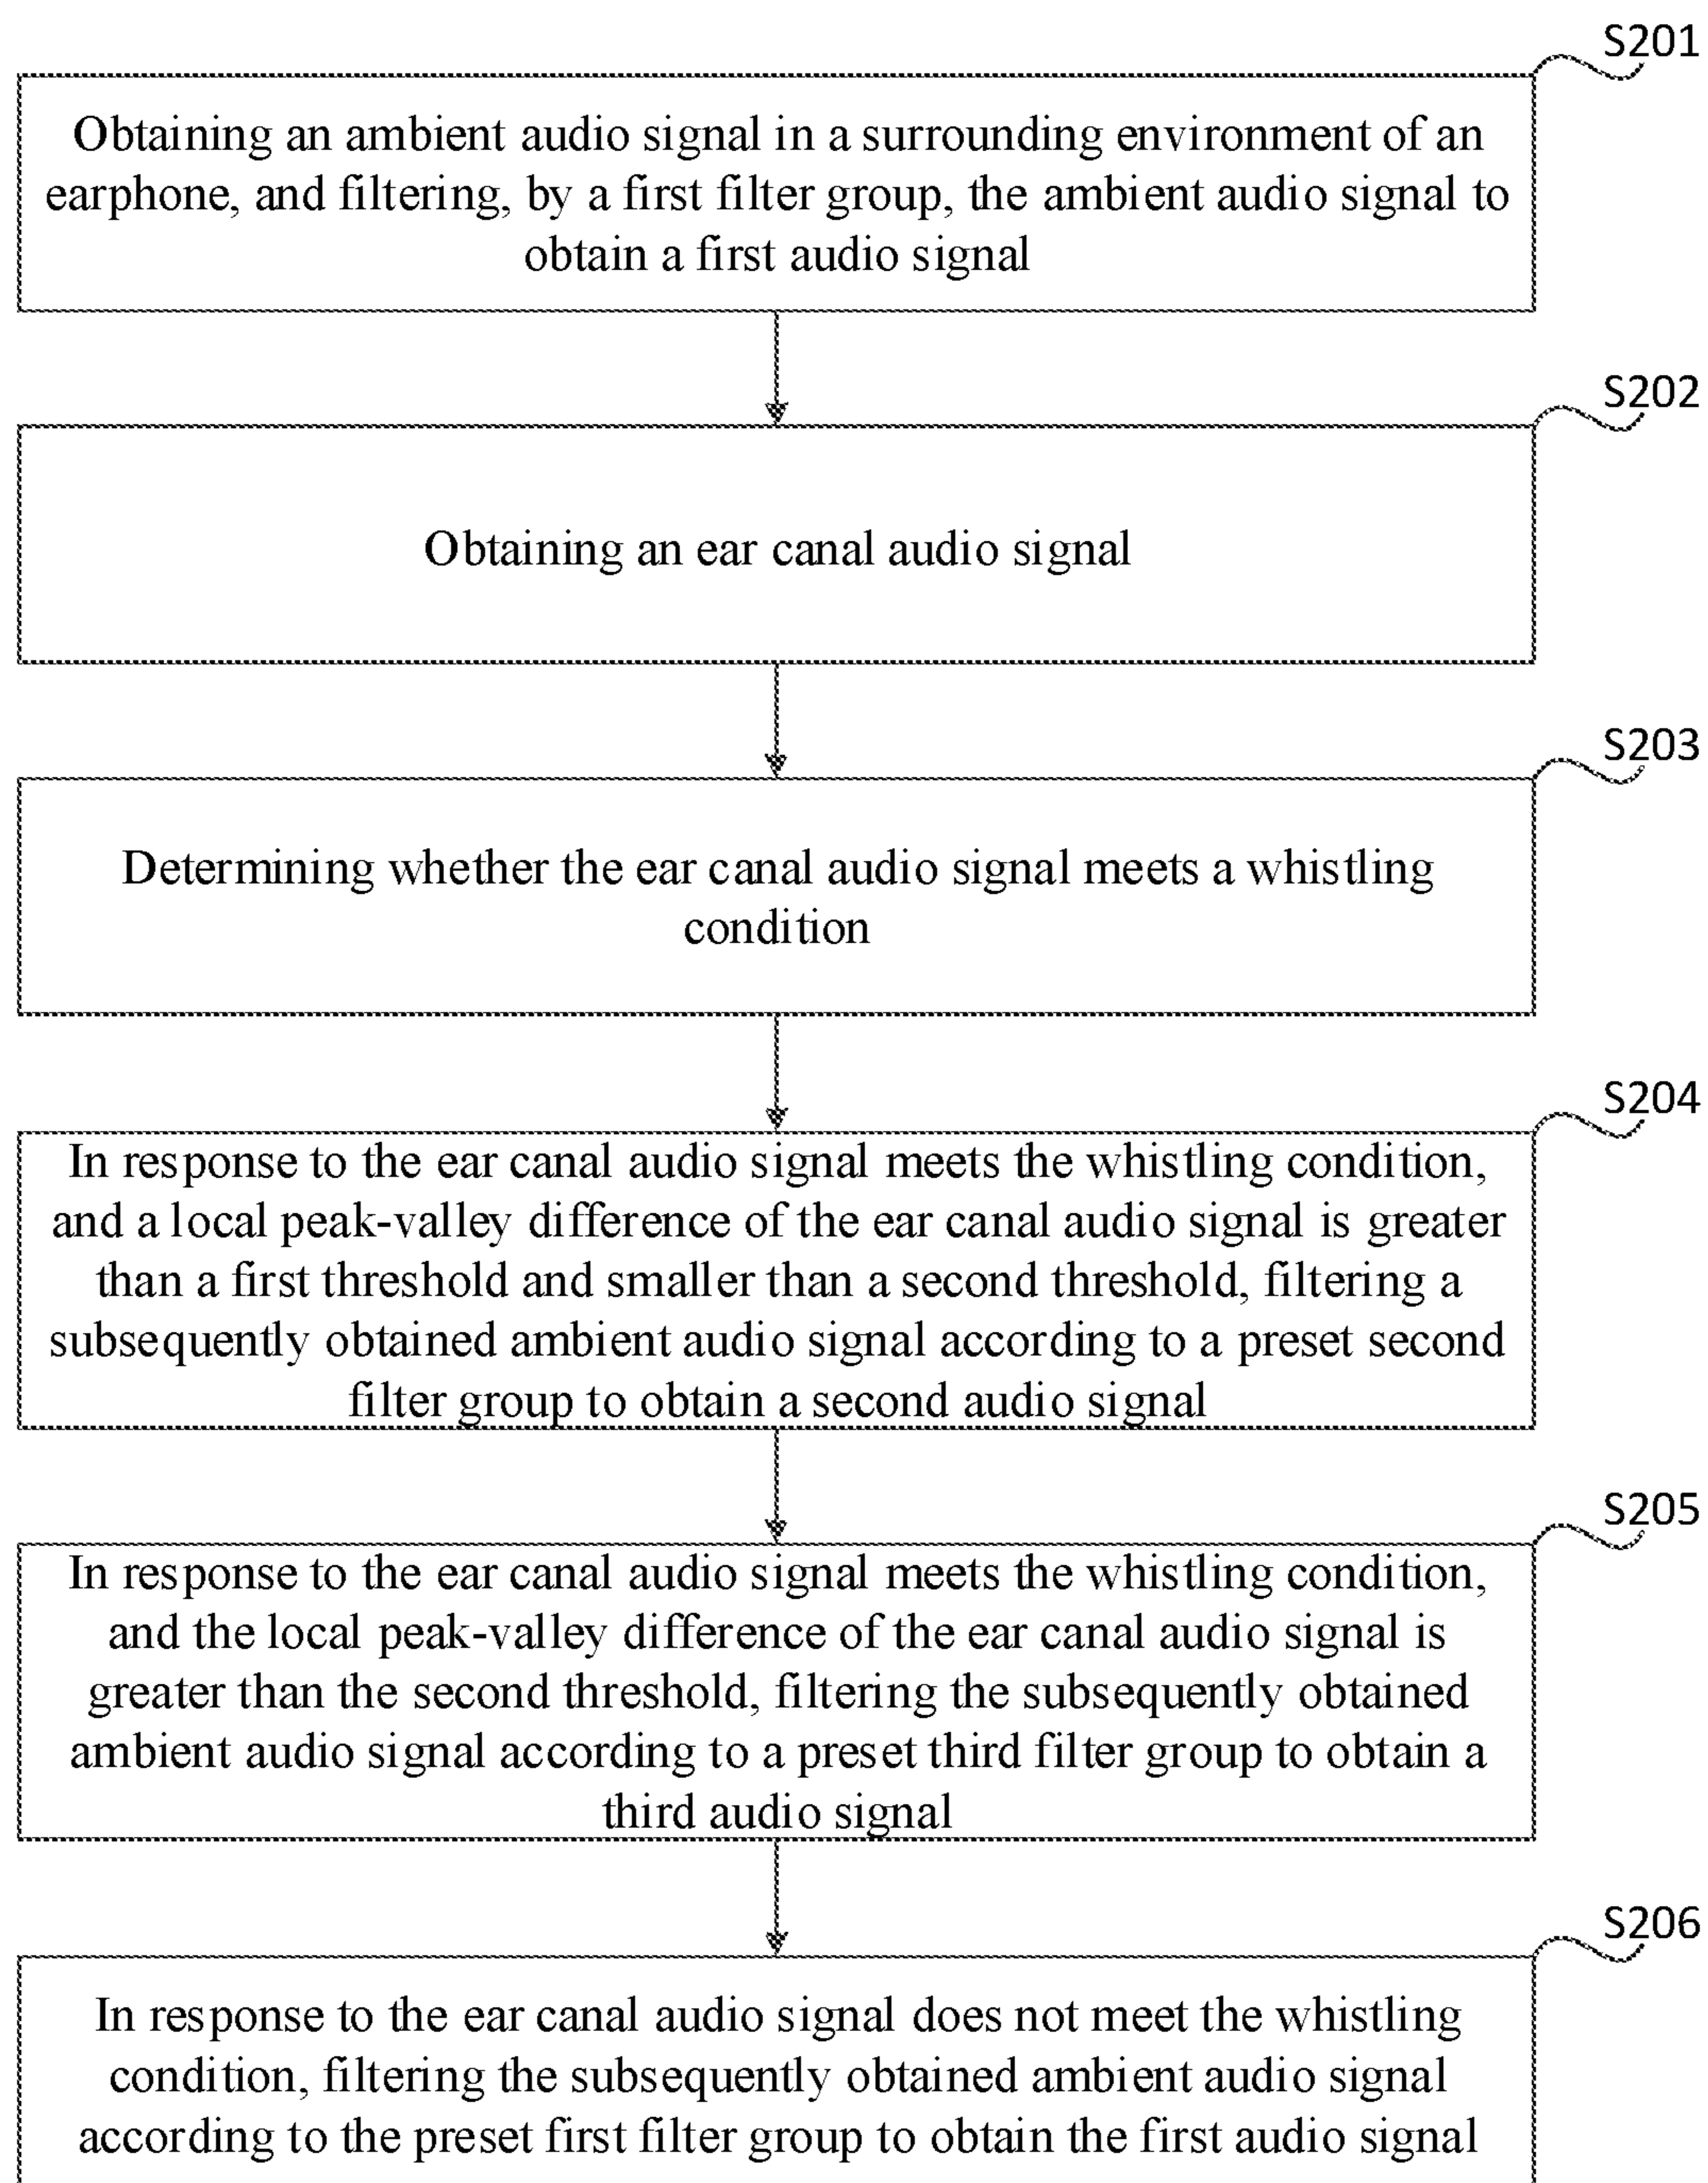 S201
Obtaining an ambient audio signal in a surrounding environment of an
earphone, and filtering, by a first filter group, the ambient audio signal to
obtain a first audio signal
S202
Obtaining an ear canal audio signal
S203
Determining whether the ear canal audio signal meets a whistling
condition
S204
In response to the ear canal audio signal meets the whistling condition,
and a local peak-valley difference of the ear canal audio signal is greater
than a first threshold and smaller than a second threshold, filtering a
subsequently obtained ambient audio signal according to a preset second
filter group to obtain a second audio signal
S205
In response to the ear canal audio signal meets the whistling condition,
and the local peak-valley difference of the ear canal audio signal is
greater than the second threshold, filtering the subsequently obtained
ambient audio signal according to a preset third filter group to obtain a
third audio signal
S206
In response to the ear canal audio signal does not meet the whistling
condition, filtering the subsequently obtained ambient audio signal
according to the preset first filter group to obtain the first audio signal